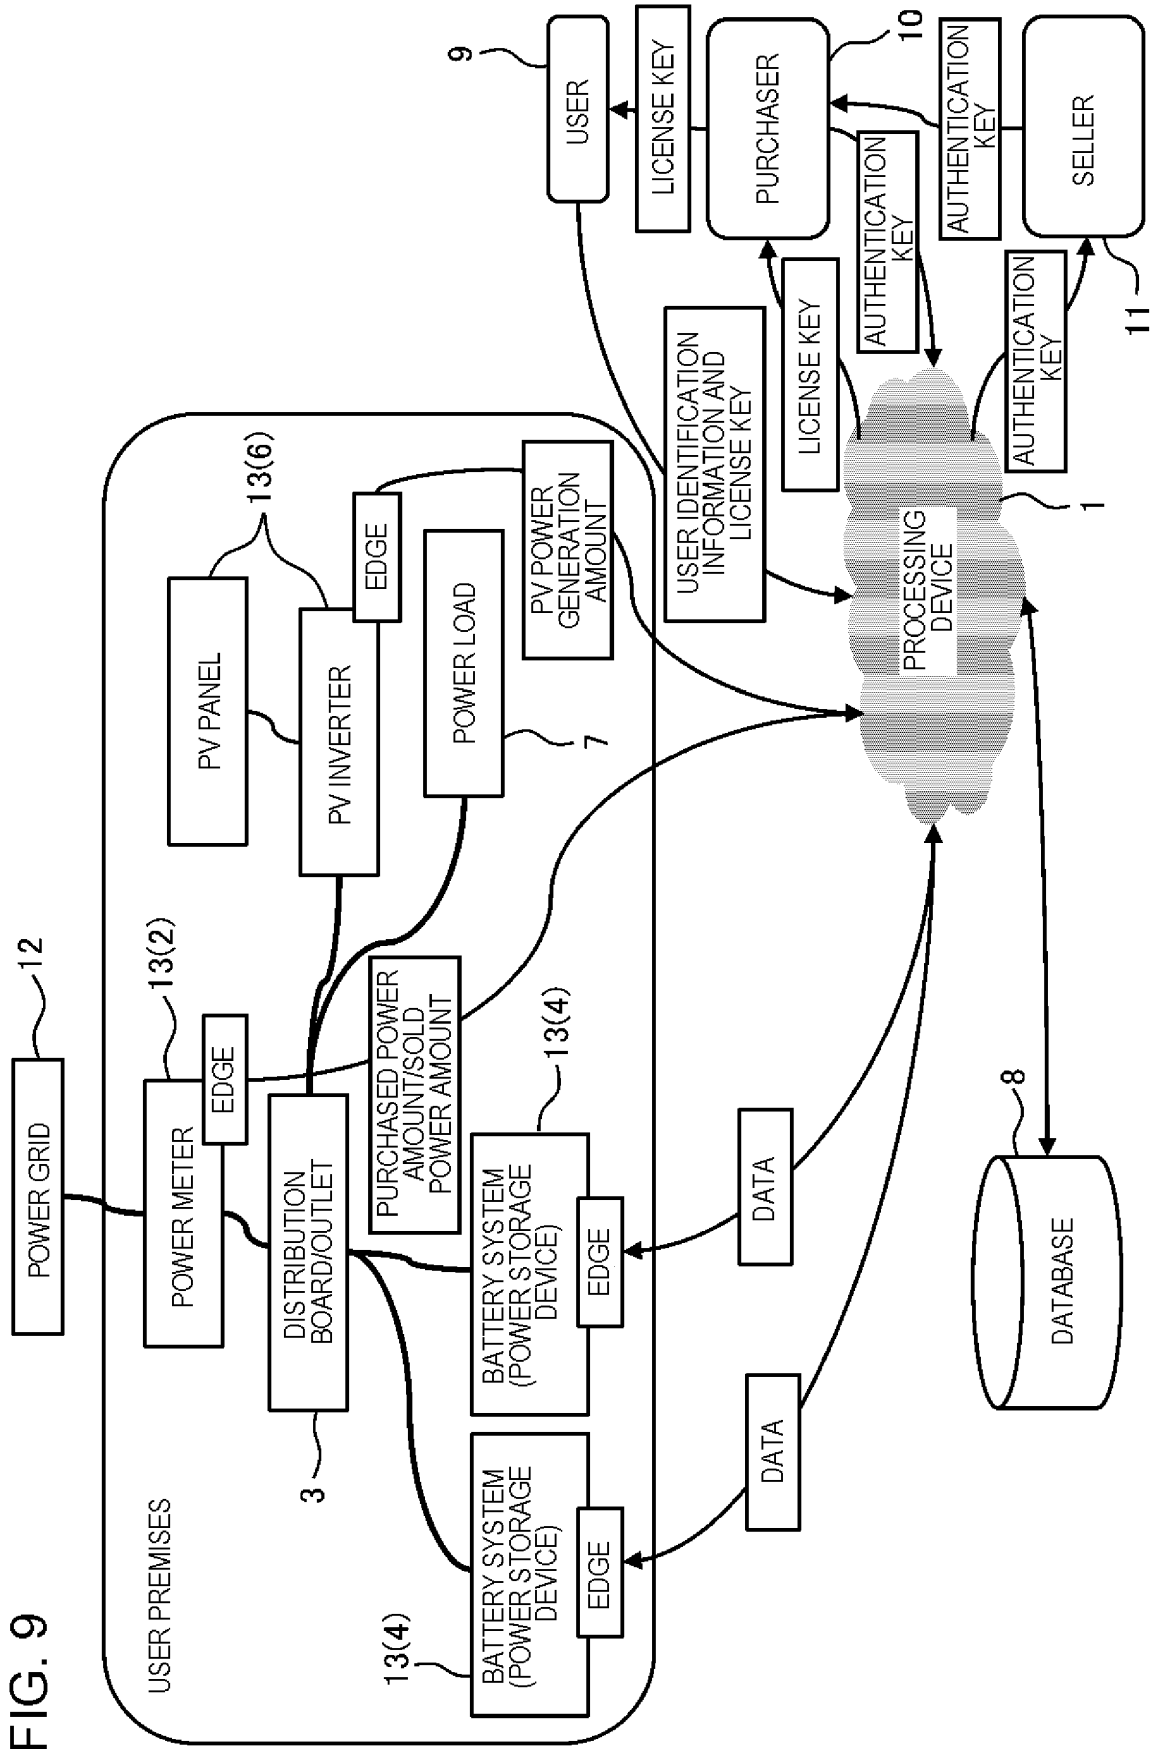 FIG. 9
USER PREMISES
POWER GRID
12
POWER METER
13(2)
EDGE
DISTRIBUTION
BOARD/OUTLET
3
PV PANEL
13(6)
PV INVERTER
EDGE
POWER LOAD
7
PURCHASED POWER
AMOUNT/SOLD
POWER AMOUNT
PV POWER
GENERATION
AMOUNT
13(4)
BATTERY SYSTEM
(POWER STORAGE
DEVICE)
EDGE
BATTERY SYSTEM
(POWER STORAGE
DEVICE)
13(4)
EDGE
DATA
DATA
DATABASE
8
PROCESSING
DEVICE
1
USER IDENTIFICATION
INFORMATION AND
LICENSE KEY
USER
9
LICENSE KEY
PURCHASER
10
LICENSE KEY
AUTHENTICATION
KEY
AUTHENTICATION
KEY
AUTHENTICATION
KEY
SELLER
11